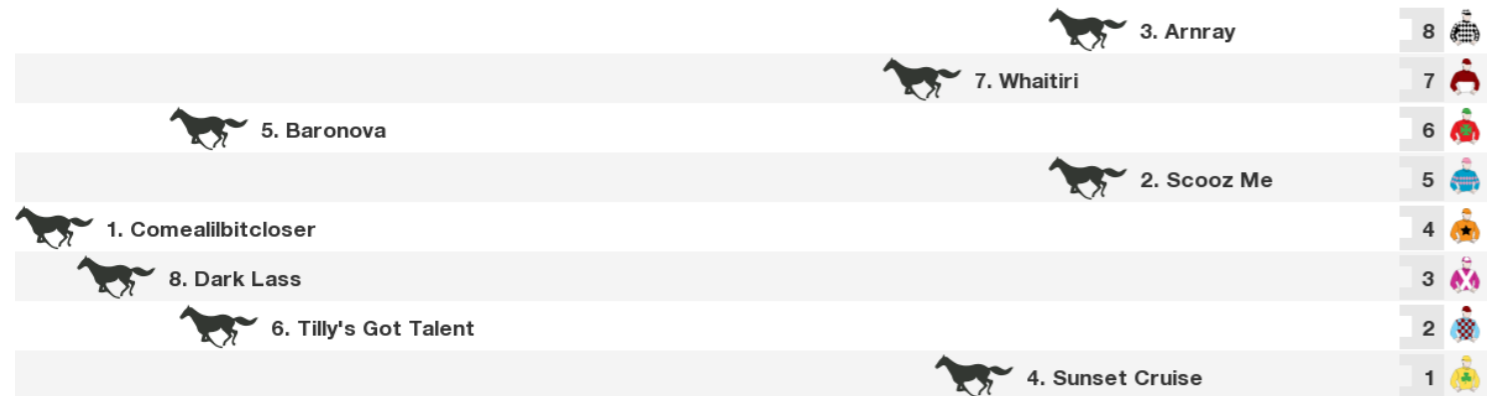 3. Arnray 8
7. Whaitiri 7
5. Baronova 6
2. Scooz Me 5
1. Comealilbitcloser 4
8. Dark Lass 3
6. Tilly's Got Talent 2
4. Sunset Cruise 1